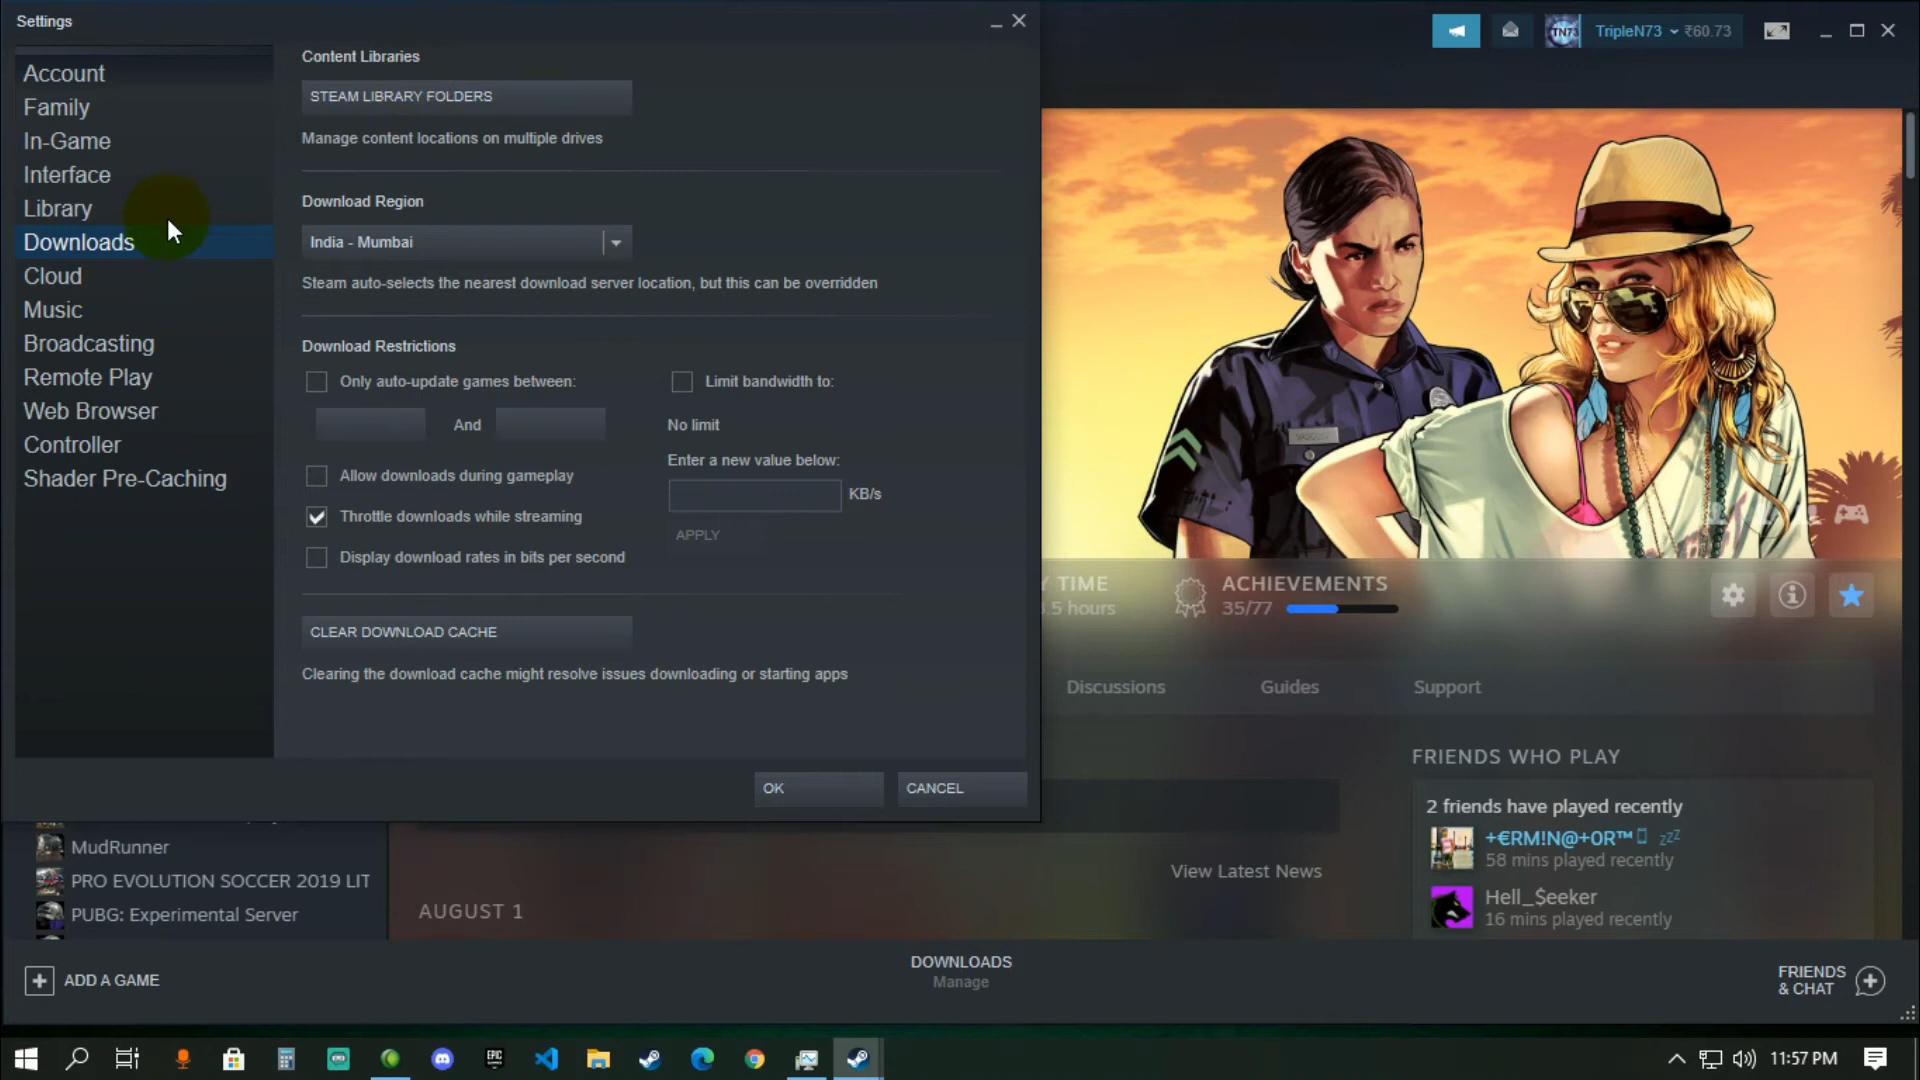 Settings
TripleN73
₹60.73
Account
Family
In-Game
Interface
Library
Downloads
Cloud
Music
Broadcasting
Remote Play
Web Browser
Controller
Shader Pre-Caching
Content Libraries
STEAM LIBRARY FOLDERS
Manage content locations on multiple drives
Download Region
India - Mumbai
Steam auto-selects the nearest download server location, but this can be overridden
Download Restrictions
Only auto-update games between:
And
Allow downloads during gameplay
Throttle downloads while streaming
Display download rates in bits per second
Limit bandwidth to:
No limit
Enter a new value below:
KB/s
APPLY
CLEAR DOWNLOAD CACHE
Clearing the download cache might resolve issues downloading or starting apps
OK
CANCEL
Y TIME
.5 hours
ACHIEVEMENTS
35/77
Discussions
Guides
Support
FRIENDS WHO PLAY
2 friends have played recently
+€RM!N@+0R™
zzZ
58 mins played recently
Hell_$eeker
16 mins played recently
View Latest News
AUGUST 1
MudRunner
PRO EVOLUTION SOCCER 2019 LIT
PUBG: Experimental Server
ADD A GAME
DOWNLOADS
Manage
FRIENDS
& CHAT
EPIC
11:57 PM